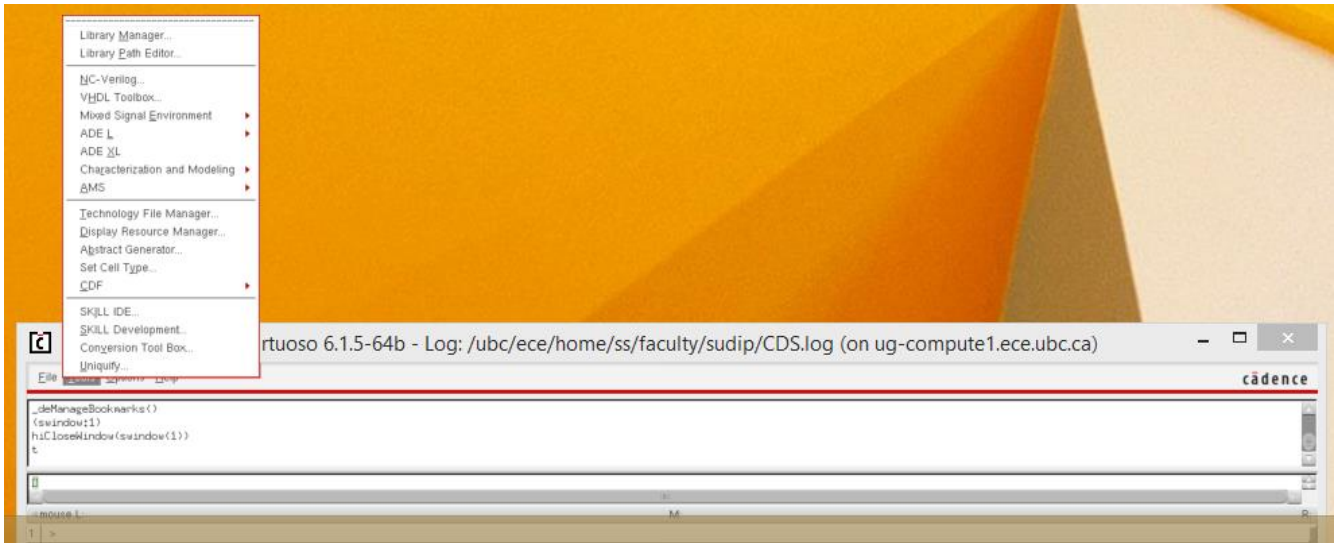 Library Manager...
Library Path Editor...
NC-Verilog...
VHDL Toolbox...
Mixed Signal Environment
ADE L
ADE XL
Characterization and Modeling
AMS
Technology File Manager...
Display Resource Manager...
Abstract Generator...
Set Cell Type...
CDF
SKILL IDE...
SKILL Development...
Conversion Tool Box...
Uniquify...
rtuoso 6.1.5-64b - Log: /ubc/ece/home/ss/faculty/sudip/CDS.log (on ug-compute1.ece.ubc.ca)
File Tools Options Help
cādence
_deManageBookmarks()
(swindow:1)
hiCloseWindow(swindow(1))
t
mouse L: M: R:
1 >